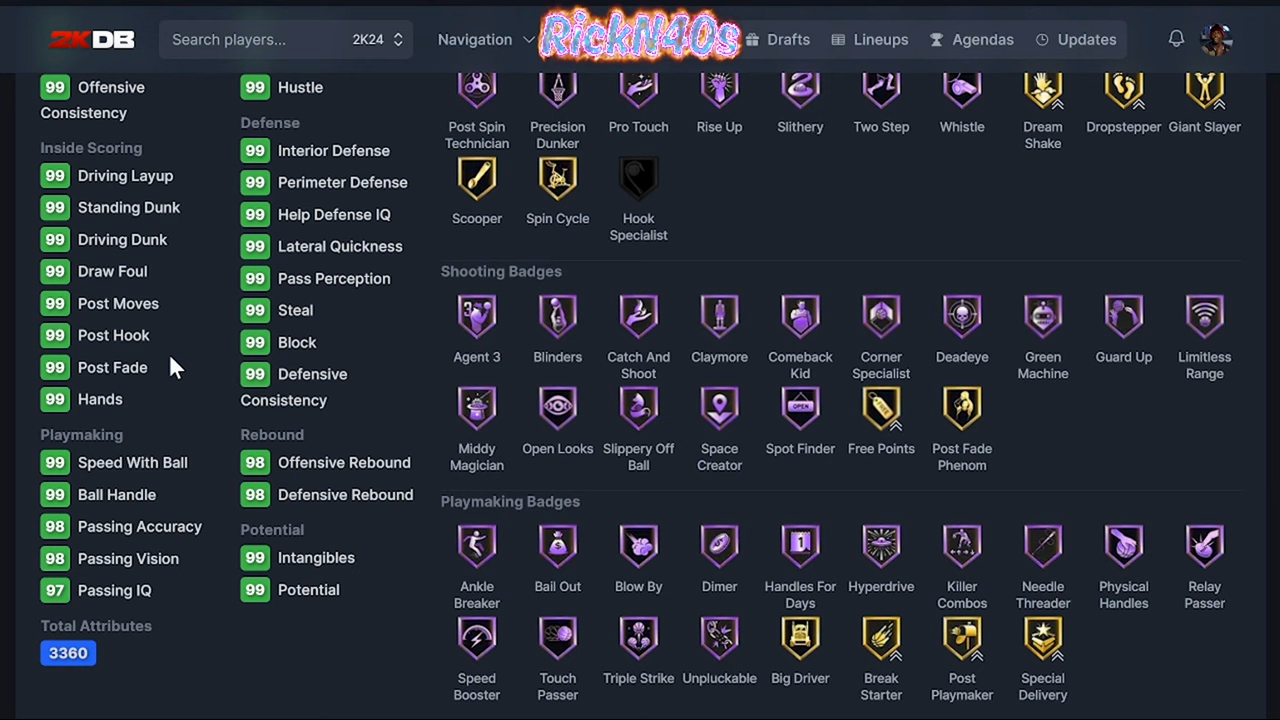 2KDB
Search players...
2K24
Navigation
RickN40s
Drafts
Lineups
Agendas
Updates
99 Offensive
Consistency
Inside Scoring
99 Driving Layup
99 Standing Dunk
99 Driving Dunk
99 Draw Foul
99 Post Moves
99 Post Hook
99 Post Fade
99 Hands
Playmaking
99 Speed With Ball
99 Ball Handle
98 Passing Accuracy
98 Passing Vision
97 Passing IQ
Total Attributes
3360
99 Hustle
Defense
99 Interior Defense
99 Perimeter Defense
99 Help Defense IQ
99 Lateral Quickness
99 Pass Perception
99 Steal
99 Block
99 Defensive
Consistency
Rebound
98 Offensive Rebound
98 Defensive Rebound
Potential
99 Intangibles
99 Potential
Post Spin
Technician
Precision
Dunker
Pro Touch
Rise Up
Slithery
Two Step
Whistle
Dream
Shake
Dropstepper
Giant Slayer
Scooper
Spin Cycle
Hook
Specialist
Shooting Badges
3
Agent 3
Blinders
Catch And
Shoot
Claymore
Comeback
Kid
Corner
Specialist
Deadeye
Green
Machine
Guard Up
Limitless
Range
Middy
Magician
Open Looks
Slippery Off
Ball
Space
Creator
OPEN
Spot Finder
Free Points
Post Fade
Phenom
Playmaking Badges
Ankle
Breaker
Bail Out
Blow By
Dimer
1
Handles For
Days
Hyperdrive
Killer
Combos
Needle
Threader
Physical
Handles
Relay
Passer
Speed
Booster
Touch
Passer
Triple Strike
Unpluckable
Big Driver
Break
Starter
Post
Playmaker
Special
Delivery